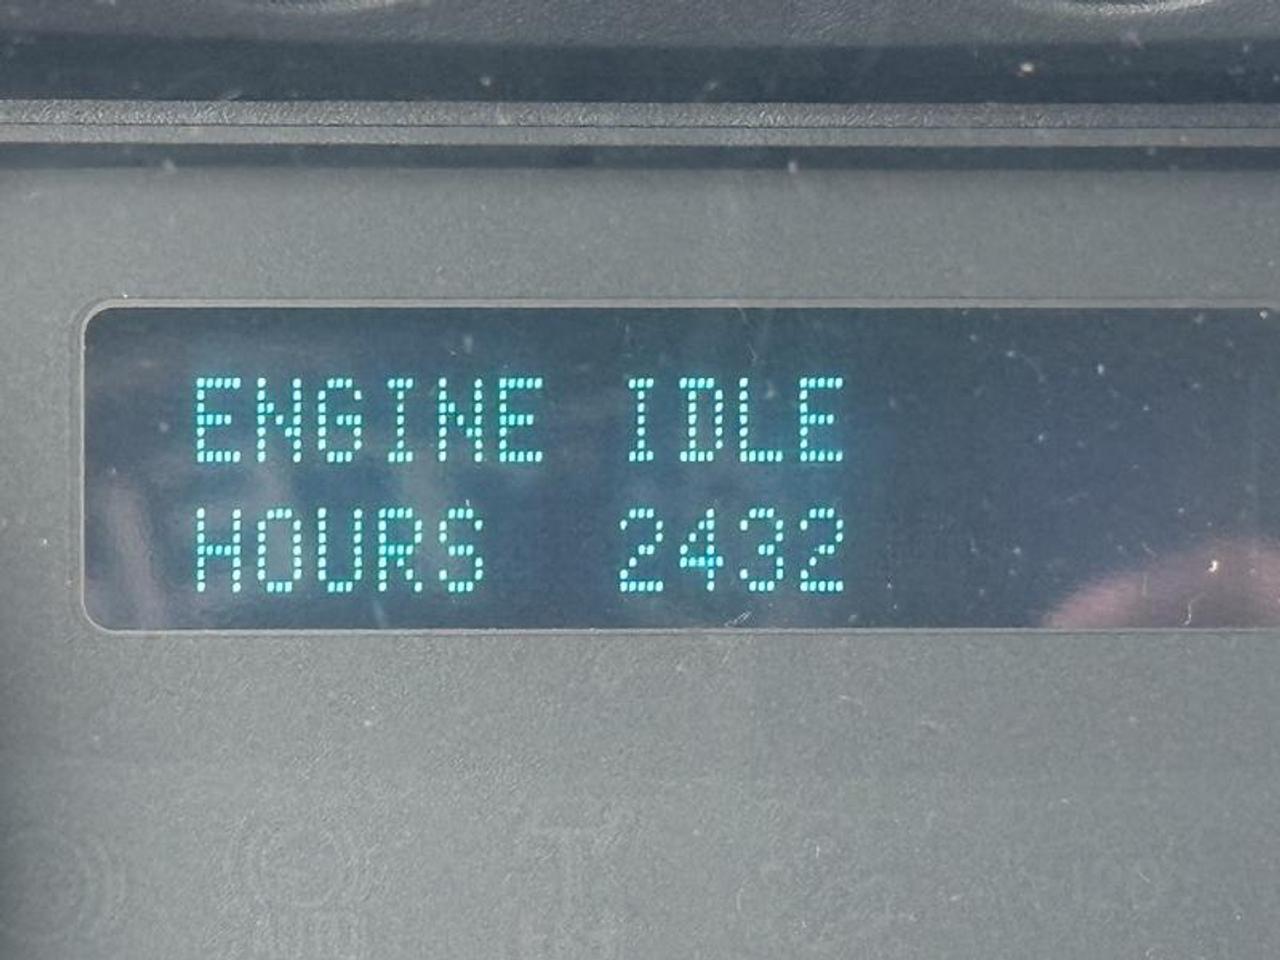 ENGINE IDLE
HOURS 2432